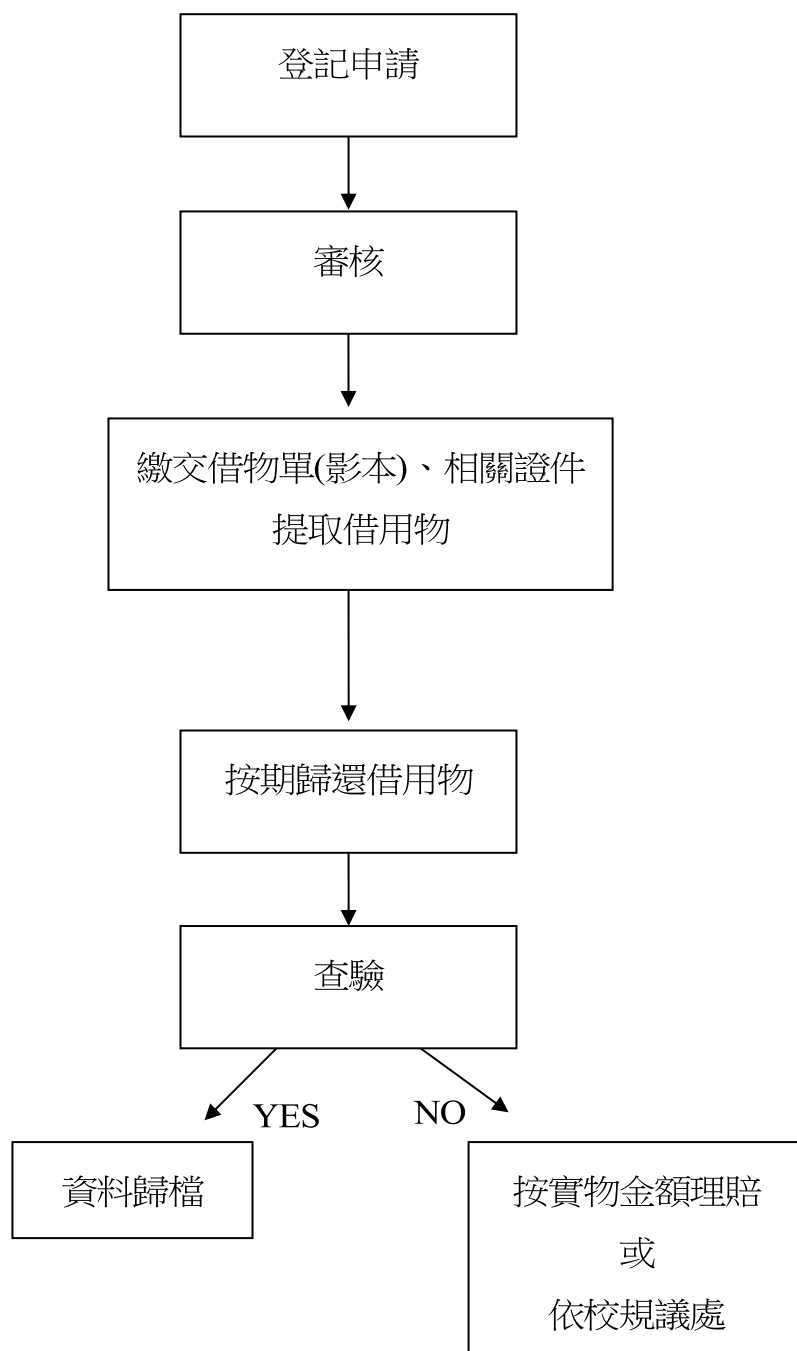 登記申請
審核
繳交借物單(影本)、相關證件
提取借用物
按期歸還借用物
查驗
YES
NO
資料歸檔
按實物金額理賠
或
依校規議處